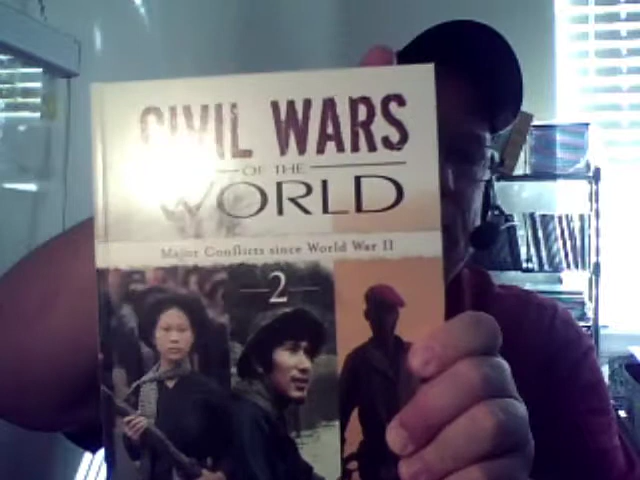 CIVIL WARS
OF THE
WORLD
Major Conflicts since World War II
2